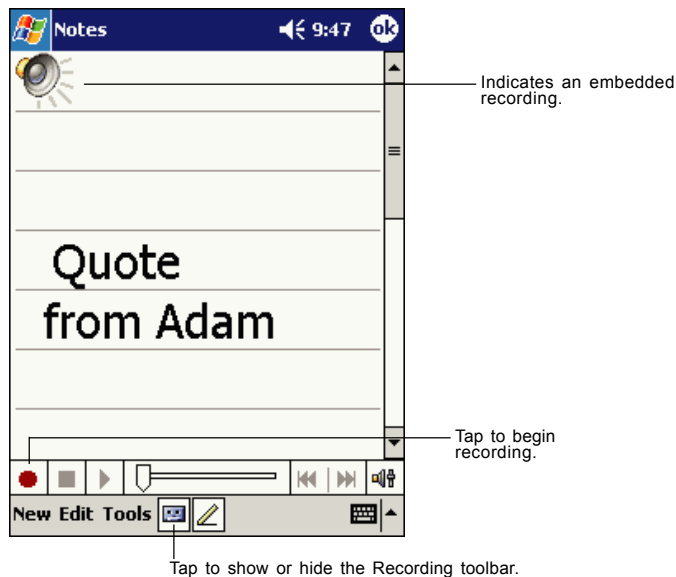 Notes 9:47 ok
Indicates an embedded
recording.
Quote
from Adam
Tap to begin
recording.
New Edit Tools
Tap to show or hide the Recording toolbar.